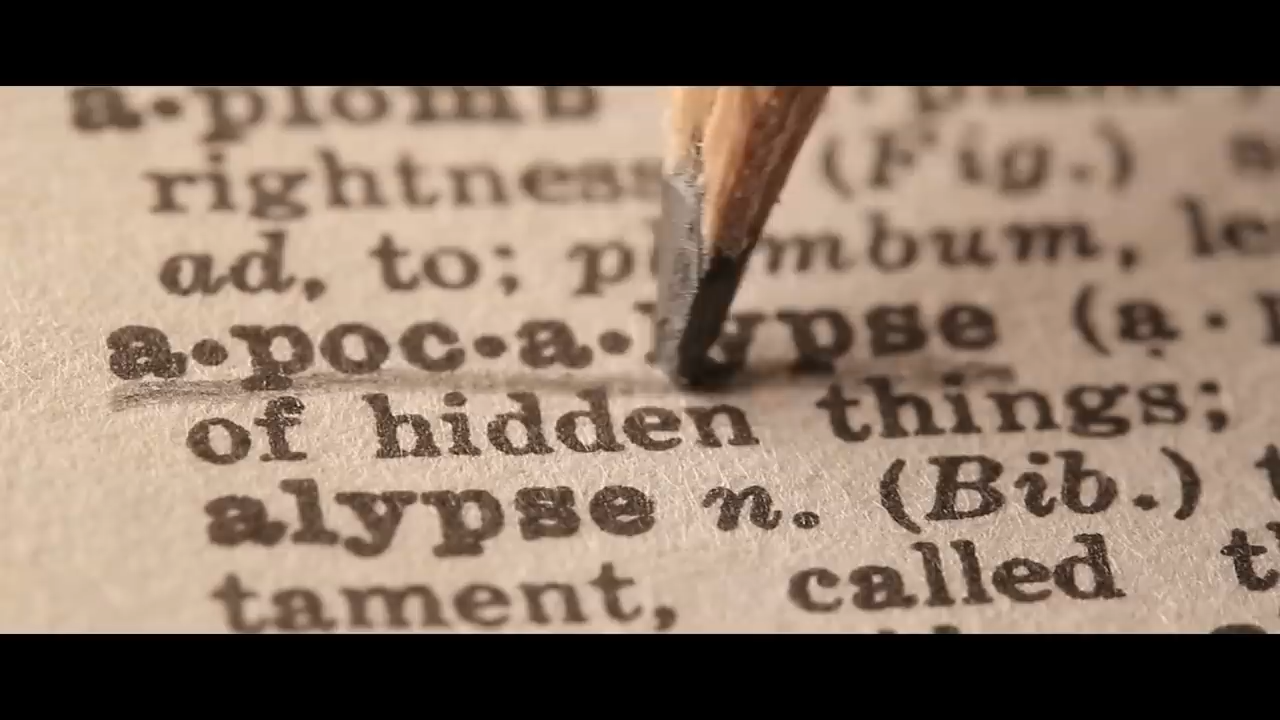 a·plomb
rightness (Fig.)
ad, to; plumbum,
a·poc·a·lypse (a·
of hidden things;
alypse n. (Bib.)
tament, called